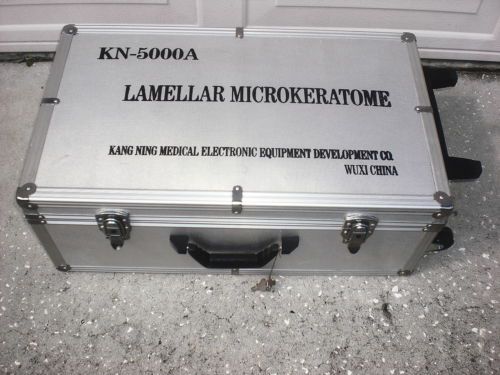 KN-5000A
LAMELLAR MICROKERATOME
KANG NING MEDICAL ELECTRONIC EQUIPMENT DEVELOPMENT CO.
WUXI CHINA